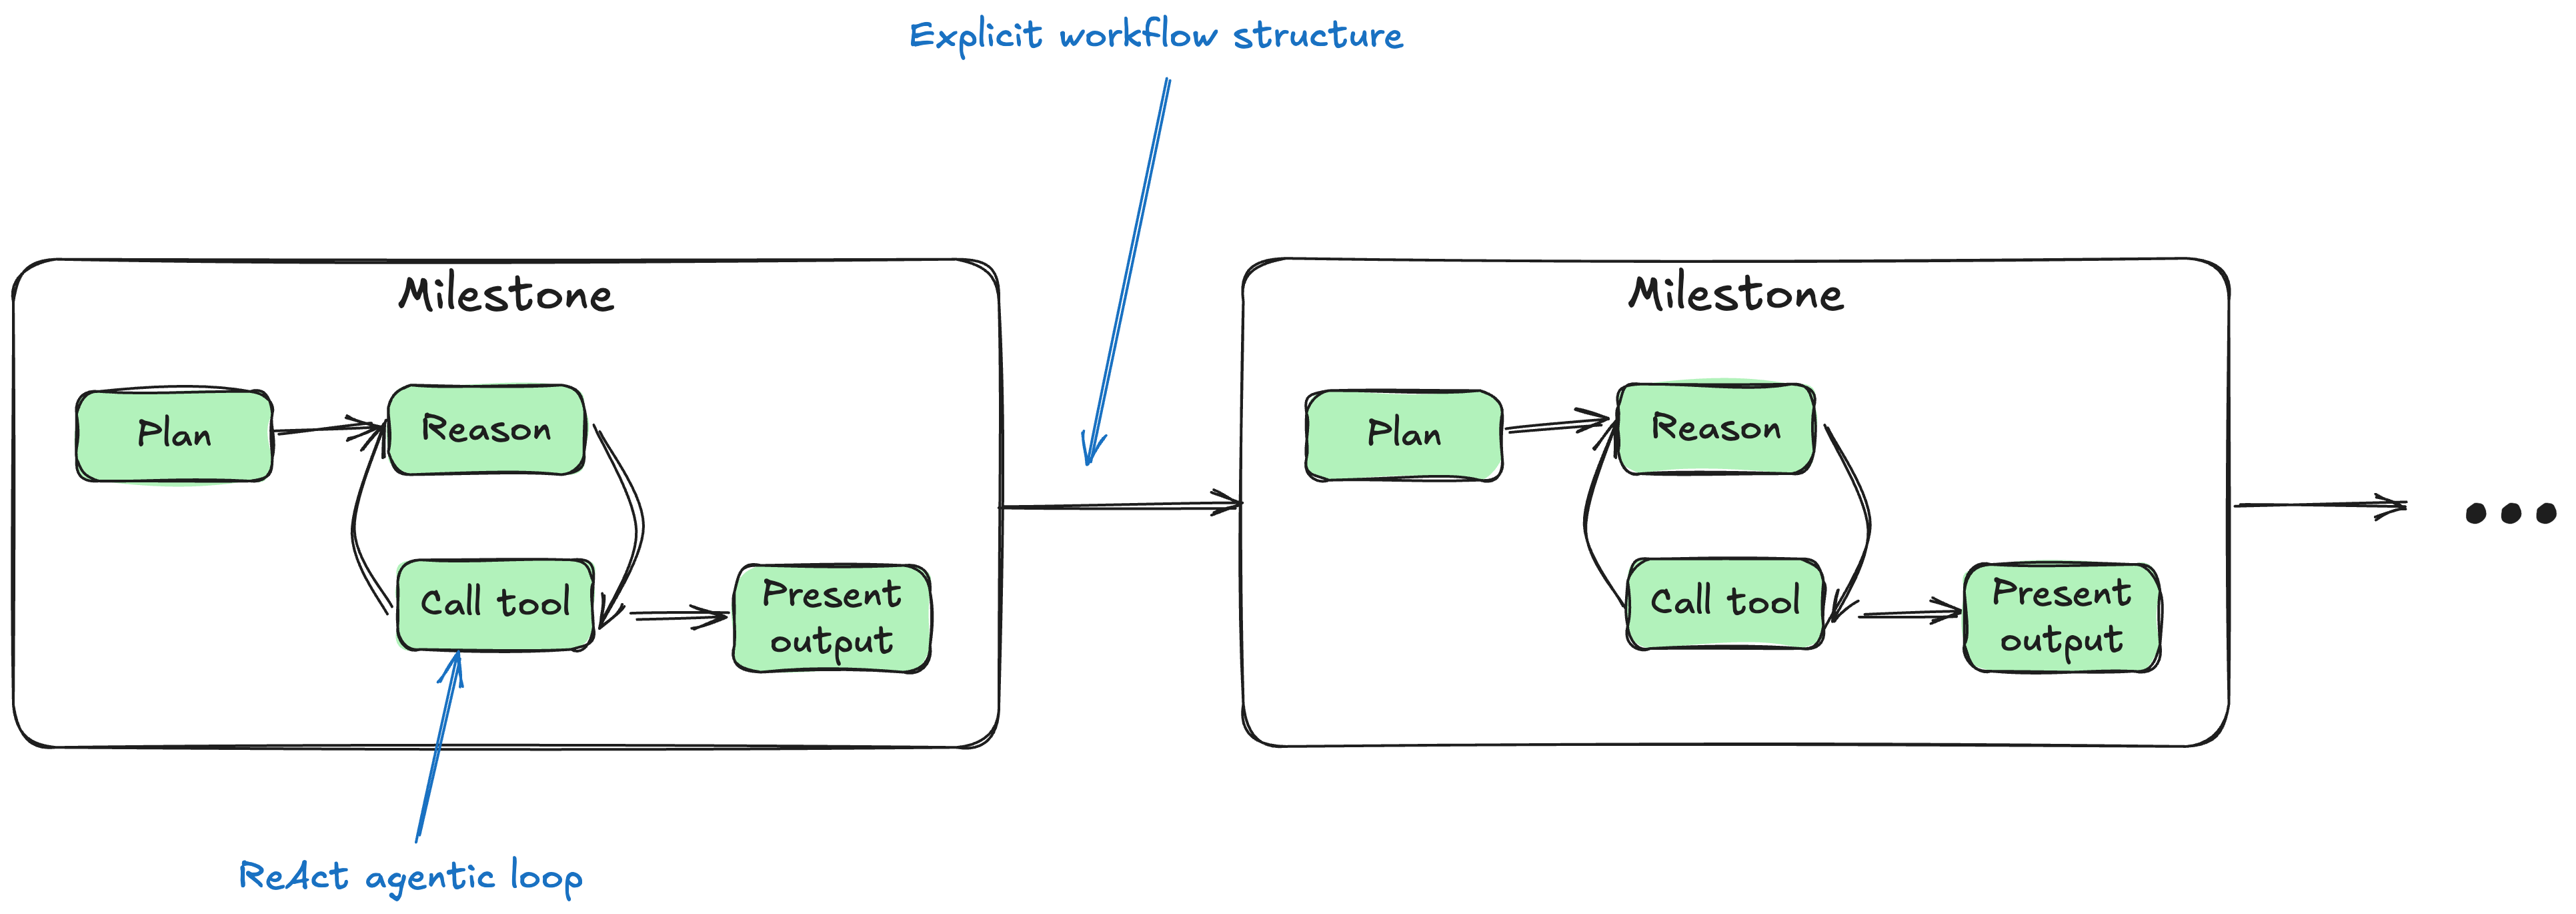 Explicit workflow structure
Milestone
Plan
Reason
Call tool
Present
output
Milestone
Plan
Reason
Call tool
Present
output
ReAct agentic loop